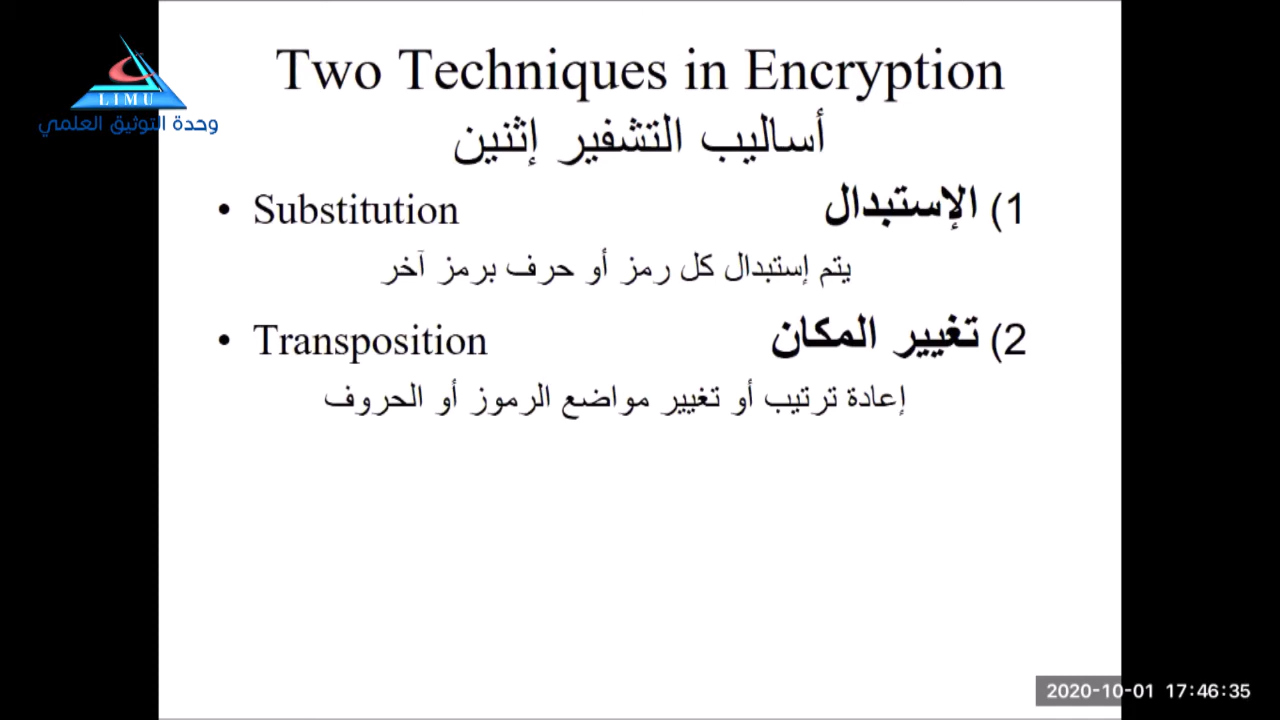 LIMU
وحدة التوثيق العلمي
Two Techniques in Encryption
أساليب التشفير إثنين
• Substitution
1) الإستبدال
يتم إستبدال كل رمز أو حرف برمز آخر
• Transposition
2) تغيير المكان
إعادة ترتيب أو تغيير مواضع الرموز أو الحروف
2020-10-01 17:46:35